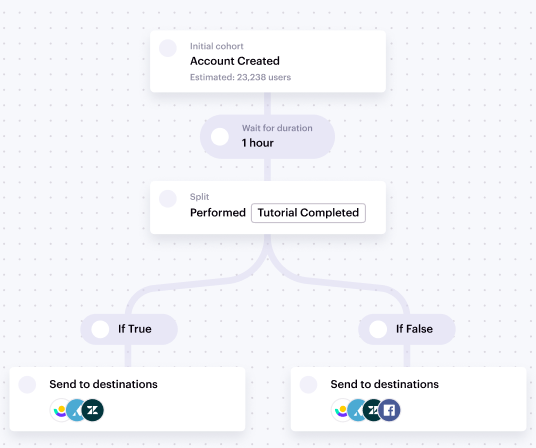 Initial cohort
Account Created
Estimated: 23,238 users
Wait for duration
1 hour
Split
Performed Tutorial Completed
If True
If False
Send to destinations
Send to destinations